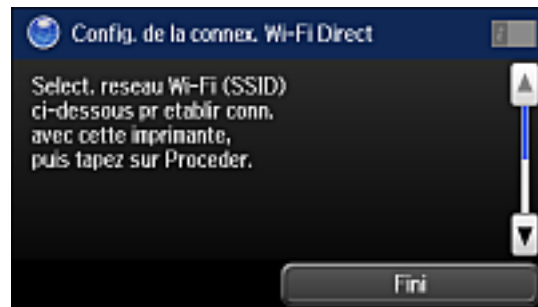 Config. de la connex. Wi-Fi Direct
Select. reseau Wi-Fi (SSID)
ci-dessous pr etablir conn.
avec cette imprimante,
puis tapez sur Proceder.
Fini